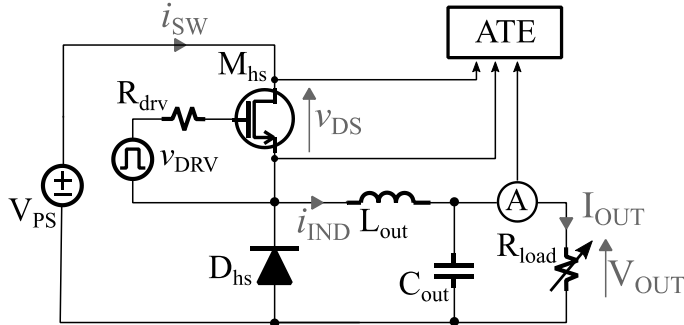 i_SW
ATE
M_hs
R_drv
v_DS
v_DRV
V_PS
A
I_OUT
i_IND
L_out
R_load
D_hs
C_out
V_OUT